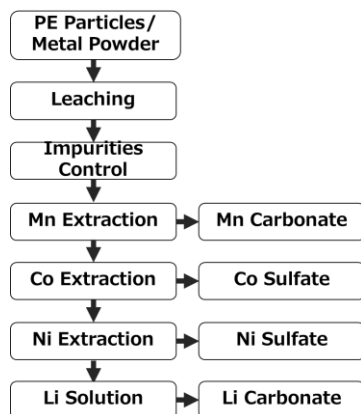 PE Particles/
Metal Powder
Leaching
Impurities
Control
Mn Extraction
Mn Carbonate
Co Extraction
Co Sulfate
Ni Extraction
Ni Sulfate
Li Solution
Li Carbonate